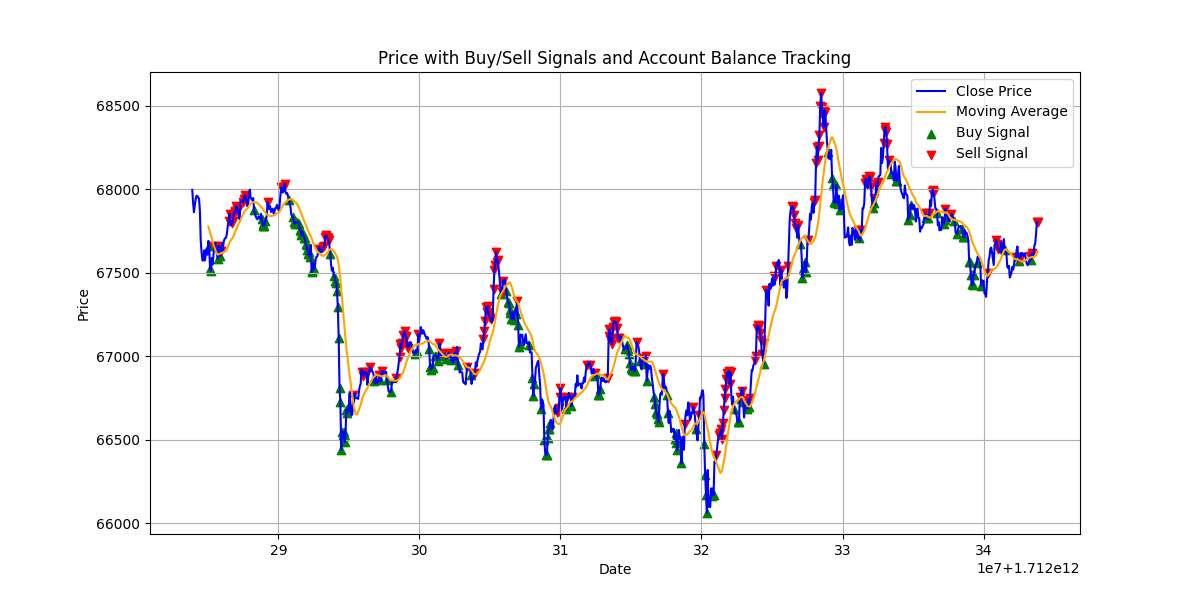 Price with Buy/Sell Signals and Account Balance Tracking
Close Price
Moving Average
Buy Signal
Sell Signal
68500
68000
67500
67000
66500
66000
Price
29 30 31 32 33 34
Date
1e7+1.712e12